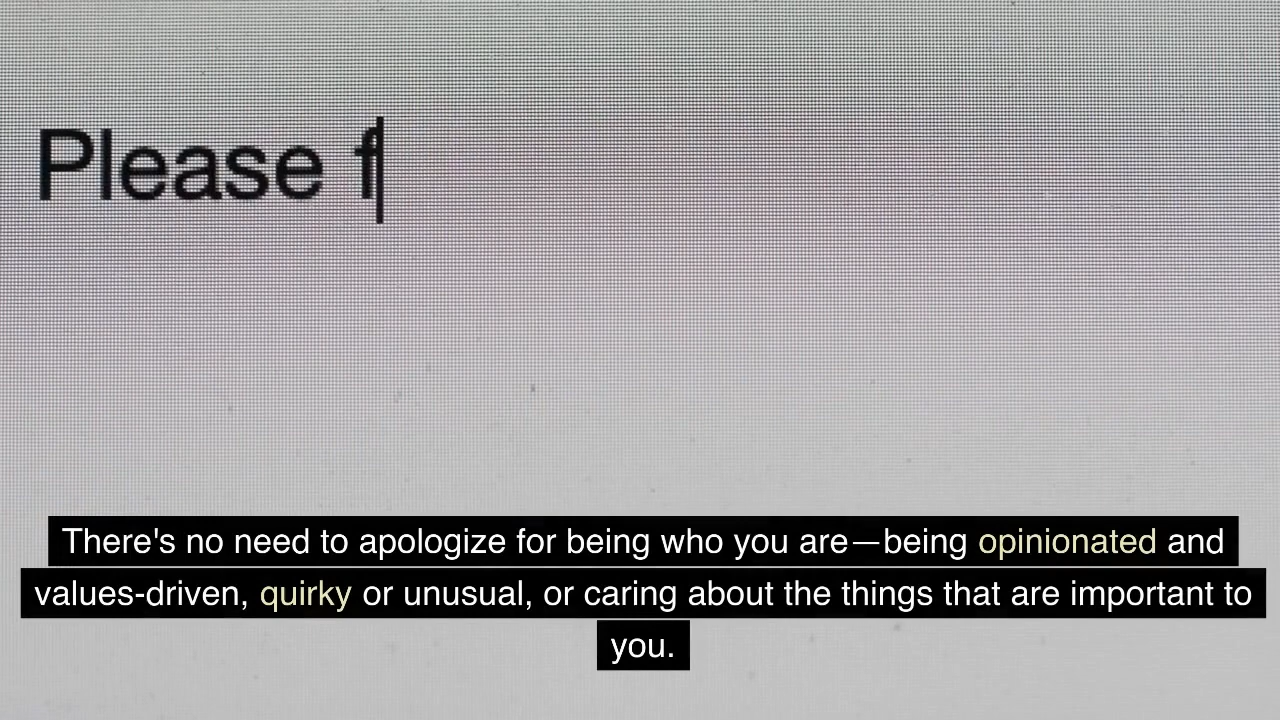 Please f
There's no need to apologize for being who you are—being opinionated and
values-driven, quirky or unusual, or caring about the things that are important to
you.